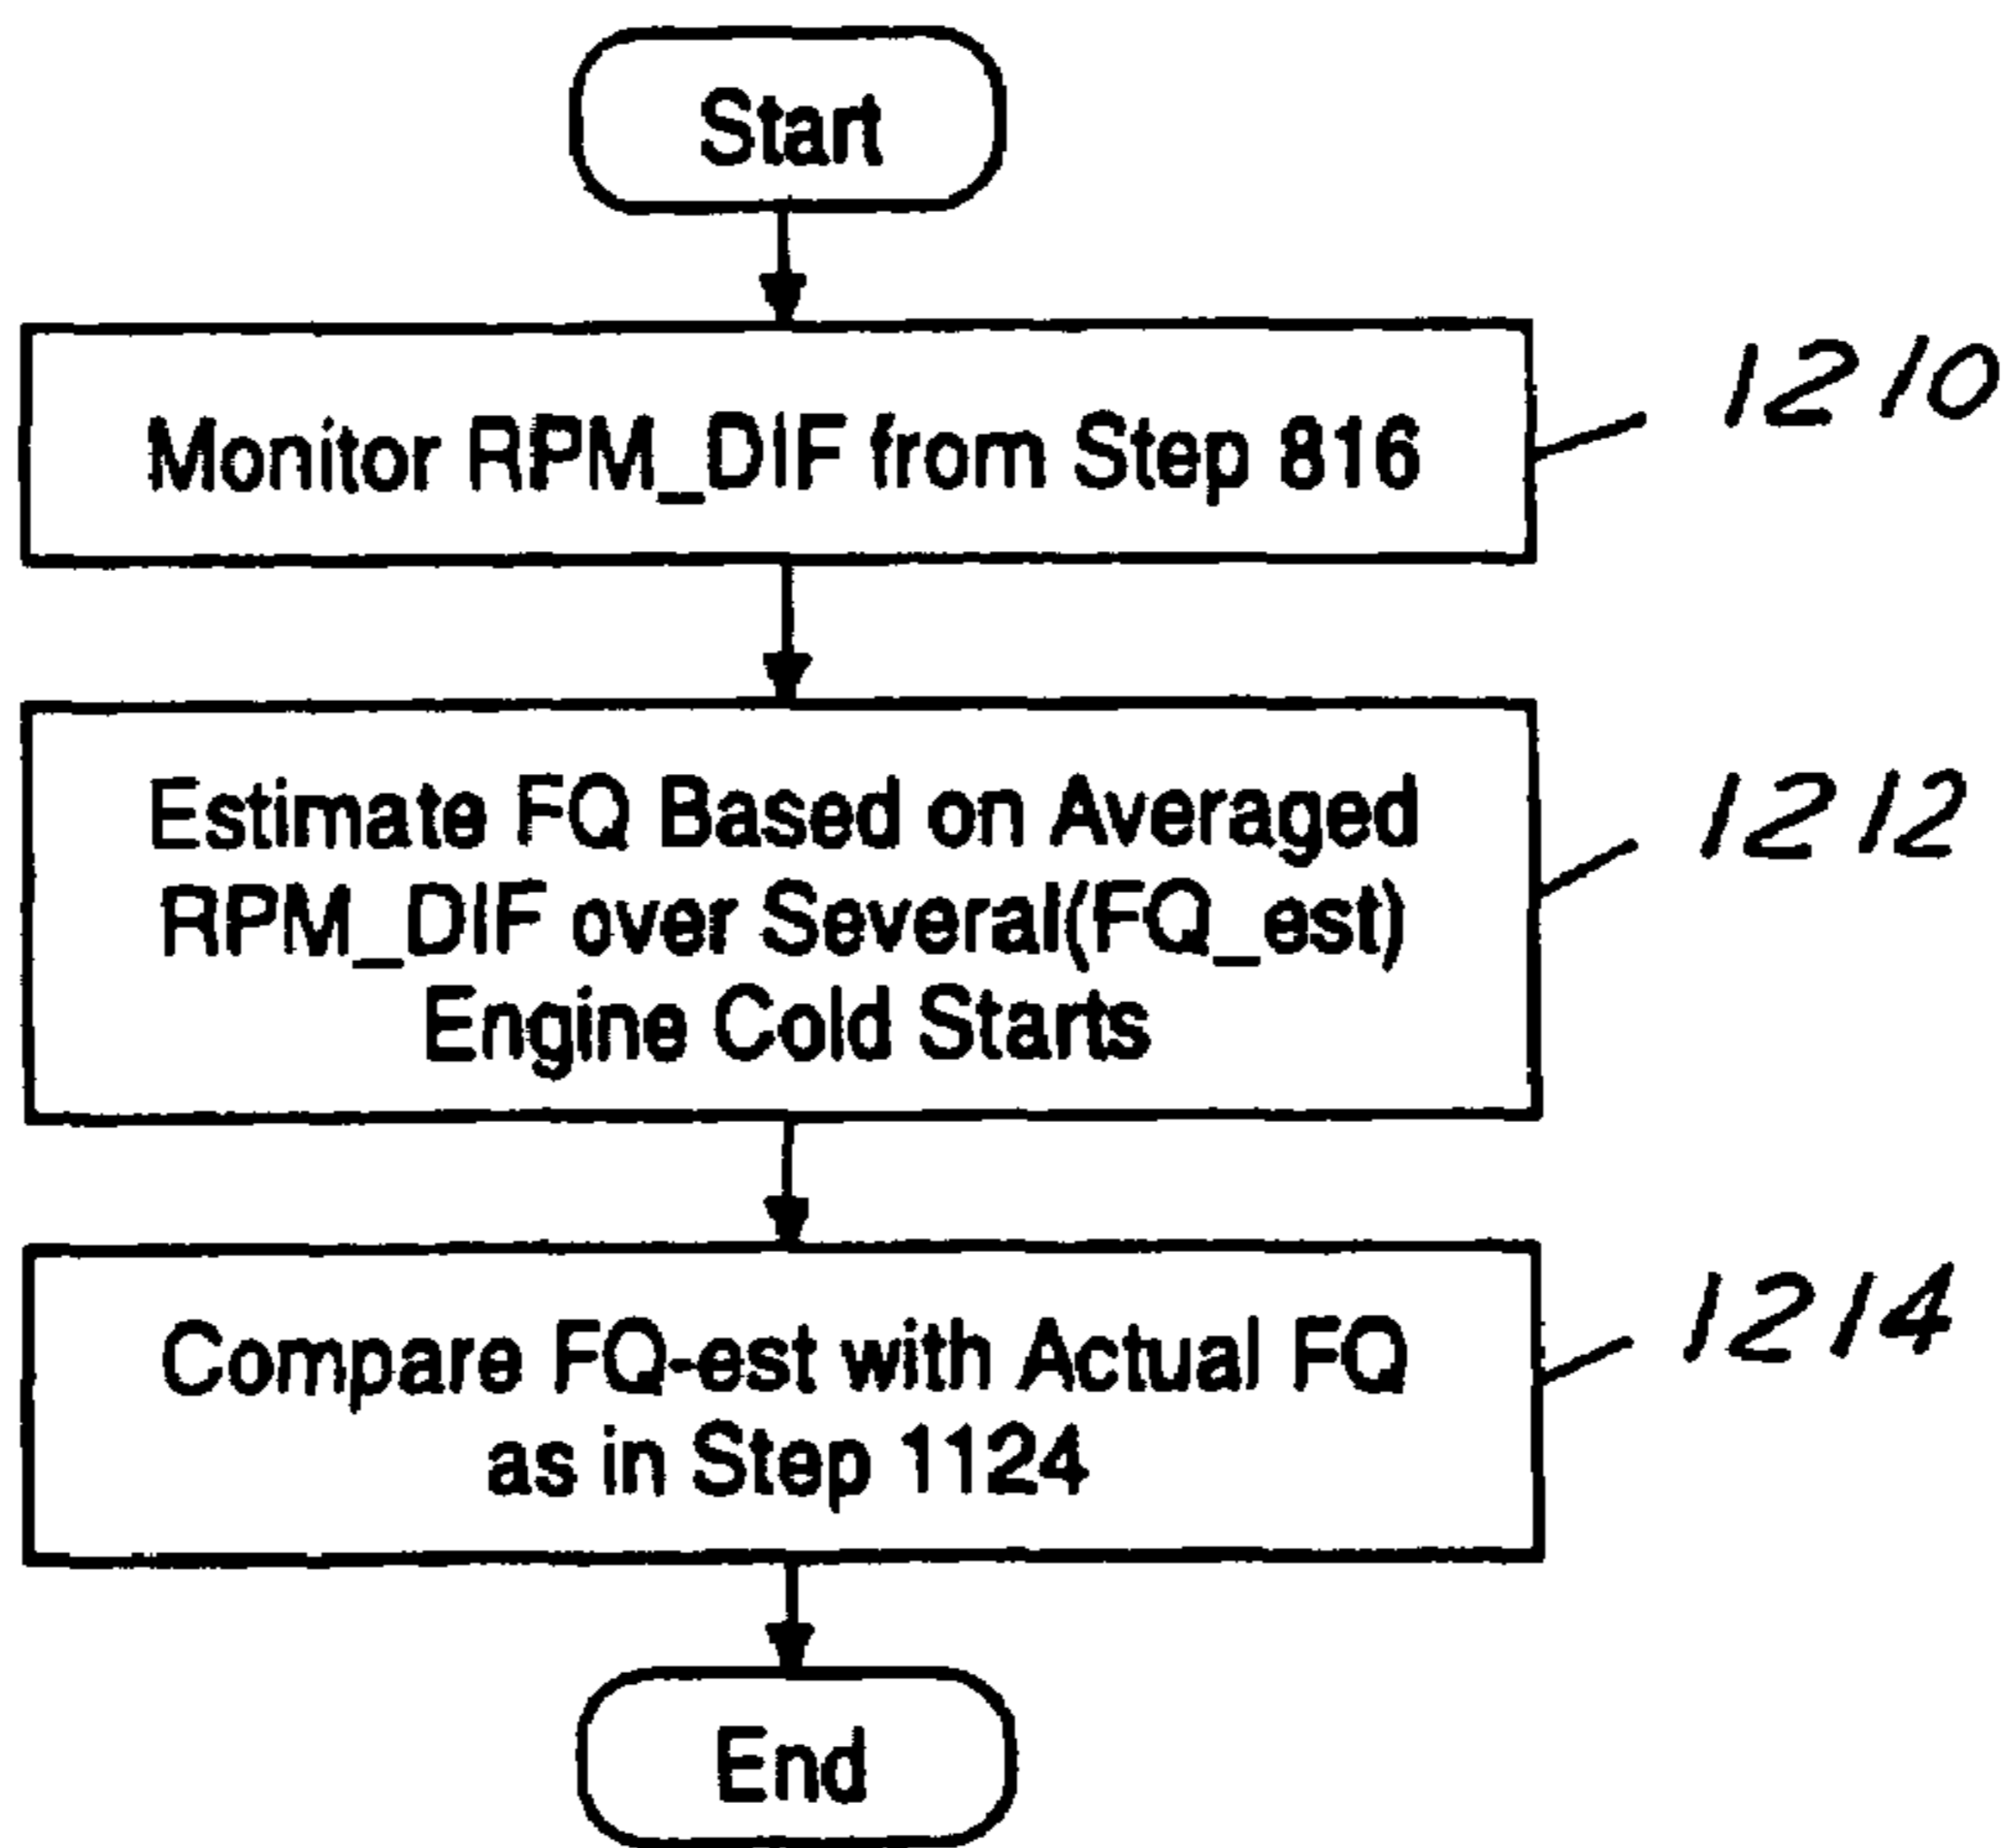 Start
Monitor RPM_DIF from Step 816
1210
Estimate FQ Based on Averaged
RPM_DIF over Several(FQ_est)
Engine Cold Starts
1212
Compare FQ-est with Actual FQ
as in Step 1124
1214
End